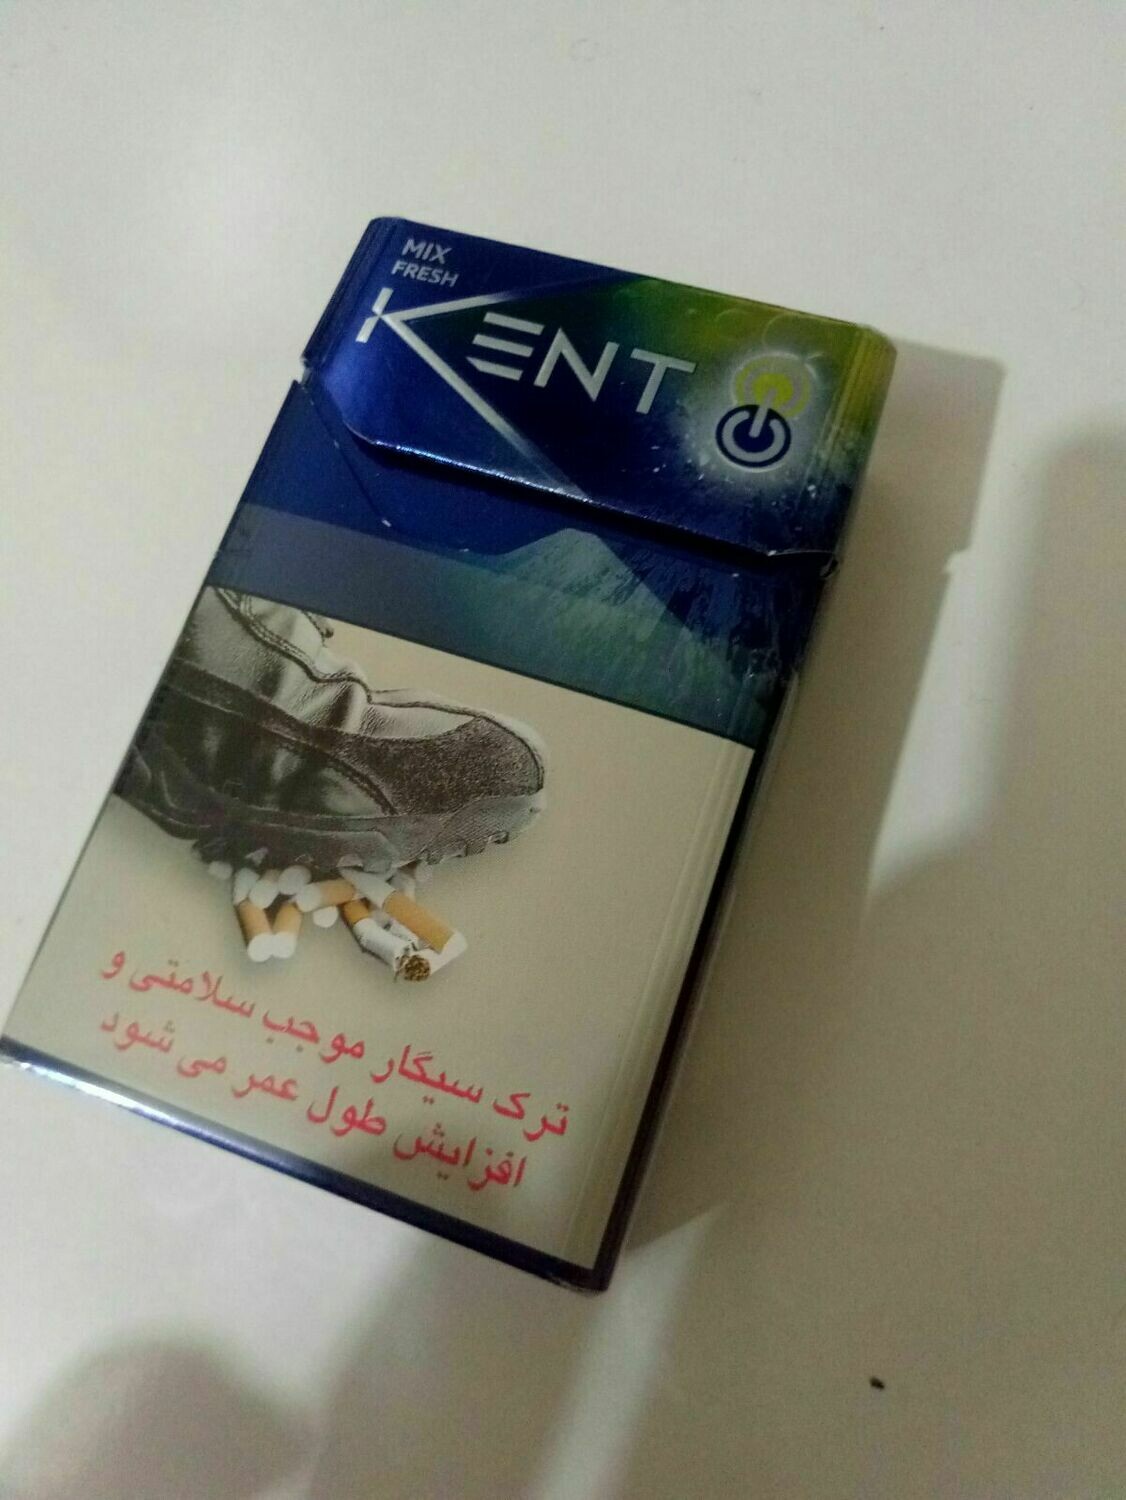 MIX
FRESH
KENT
ترک سیگار موجب سلامتی و
افزایش طول عمر می شود